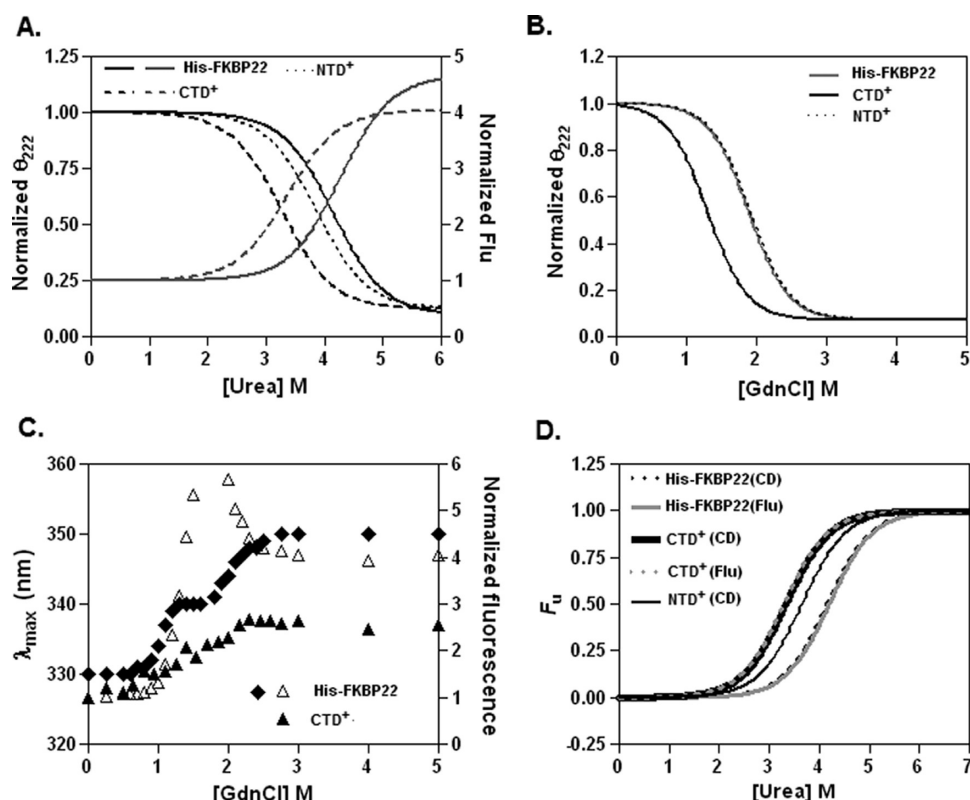 A.
1.25
1.00
0.75
0.50
0.25
0.00
Normalized θ222
5
4
3
2
1
0
Normalized Flu
His-FKBP22
NTD+
CTD+
0 1 2 3 4 5 6
[Urea] M
B.
1.2
1.0
0.8
0.6
0.4
0.2
0.0
Normalized θ222
His-FKBP22
CTD+
NTD+
0 1 2 3 4 5
[GdnCl] M
C.
360
350
340
330
320
λmax (nm)
6
5
4
3
2
1
0
Normalized fluorescence
His-FKBP22
CTD+
0 1 2 3 4 5
[GdnCl] M
D.
1.25
1.00
0.75
0.50
0.25
0.00
-0.25
Fu
His-FKBP22(CD)
His-FKBP22(Flu)
CTD+ (CD)
CTD+ (Flu)
NTD+ (CD)
0 1 2 3 4 5 6 7
[Urea] M